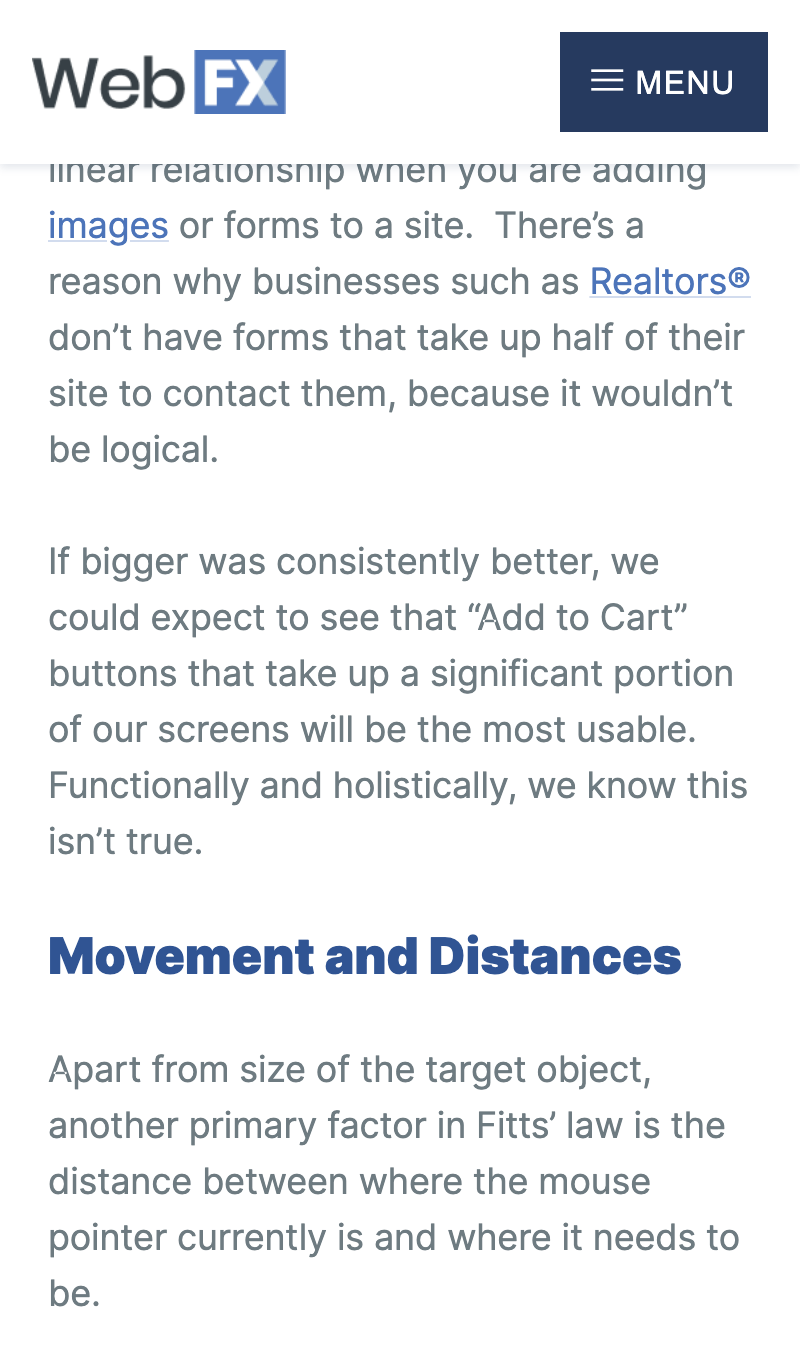 Web FX
MENU
linear relationship when you are adding
images or forms to a site.  There’s a
reason why businesses such as Realtors®
don’t have forms that take up half of their
site to contact them, because it wouldn’t
be logical.
If bigger was consistently better, we
could expect to see that “Add to Cart”
buttons that take up a significant portion
of our screens will be the most usable.
Functionally and holistically, we know this
isn’t true.
Movement and Distances
Apart from size of the target object,
another primary factor in Fitts’ law is the
distance between where the mouse
pointer currently is and where it needs to
be.